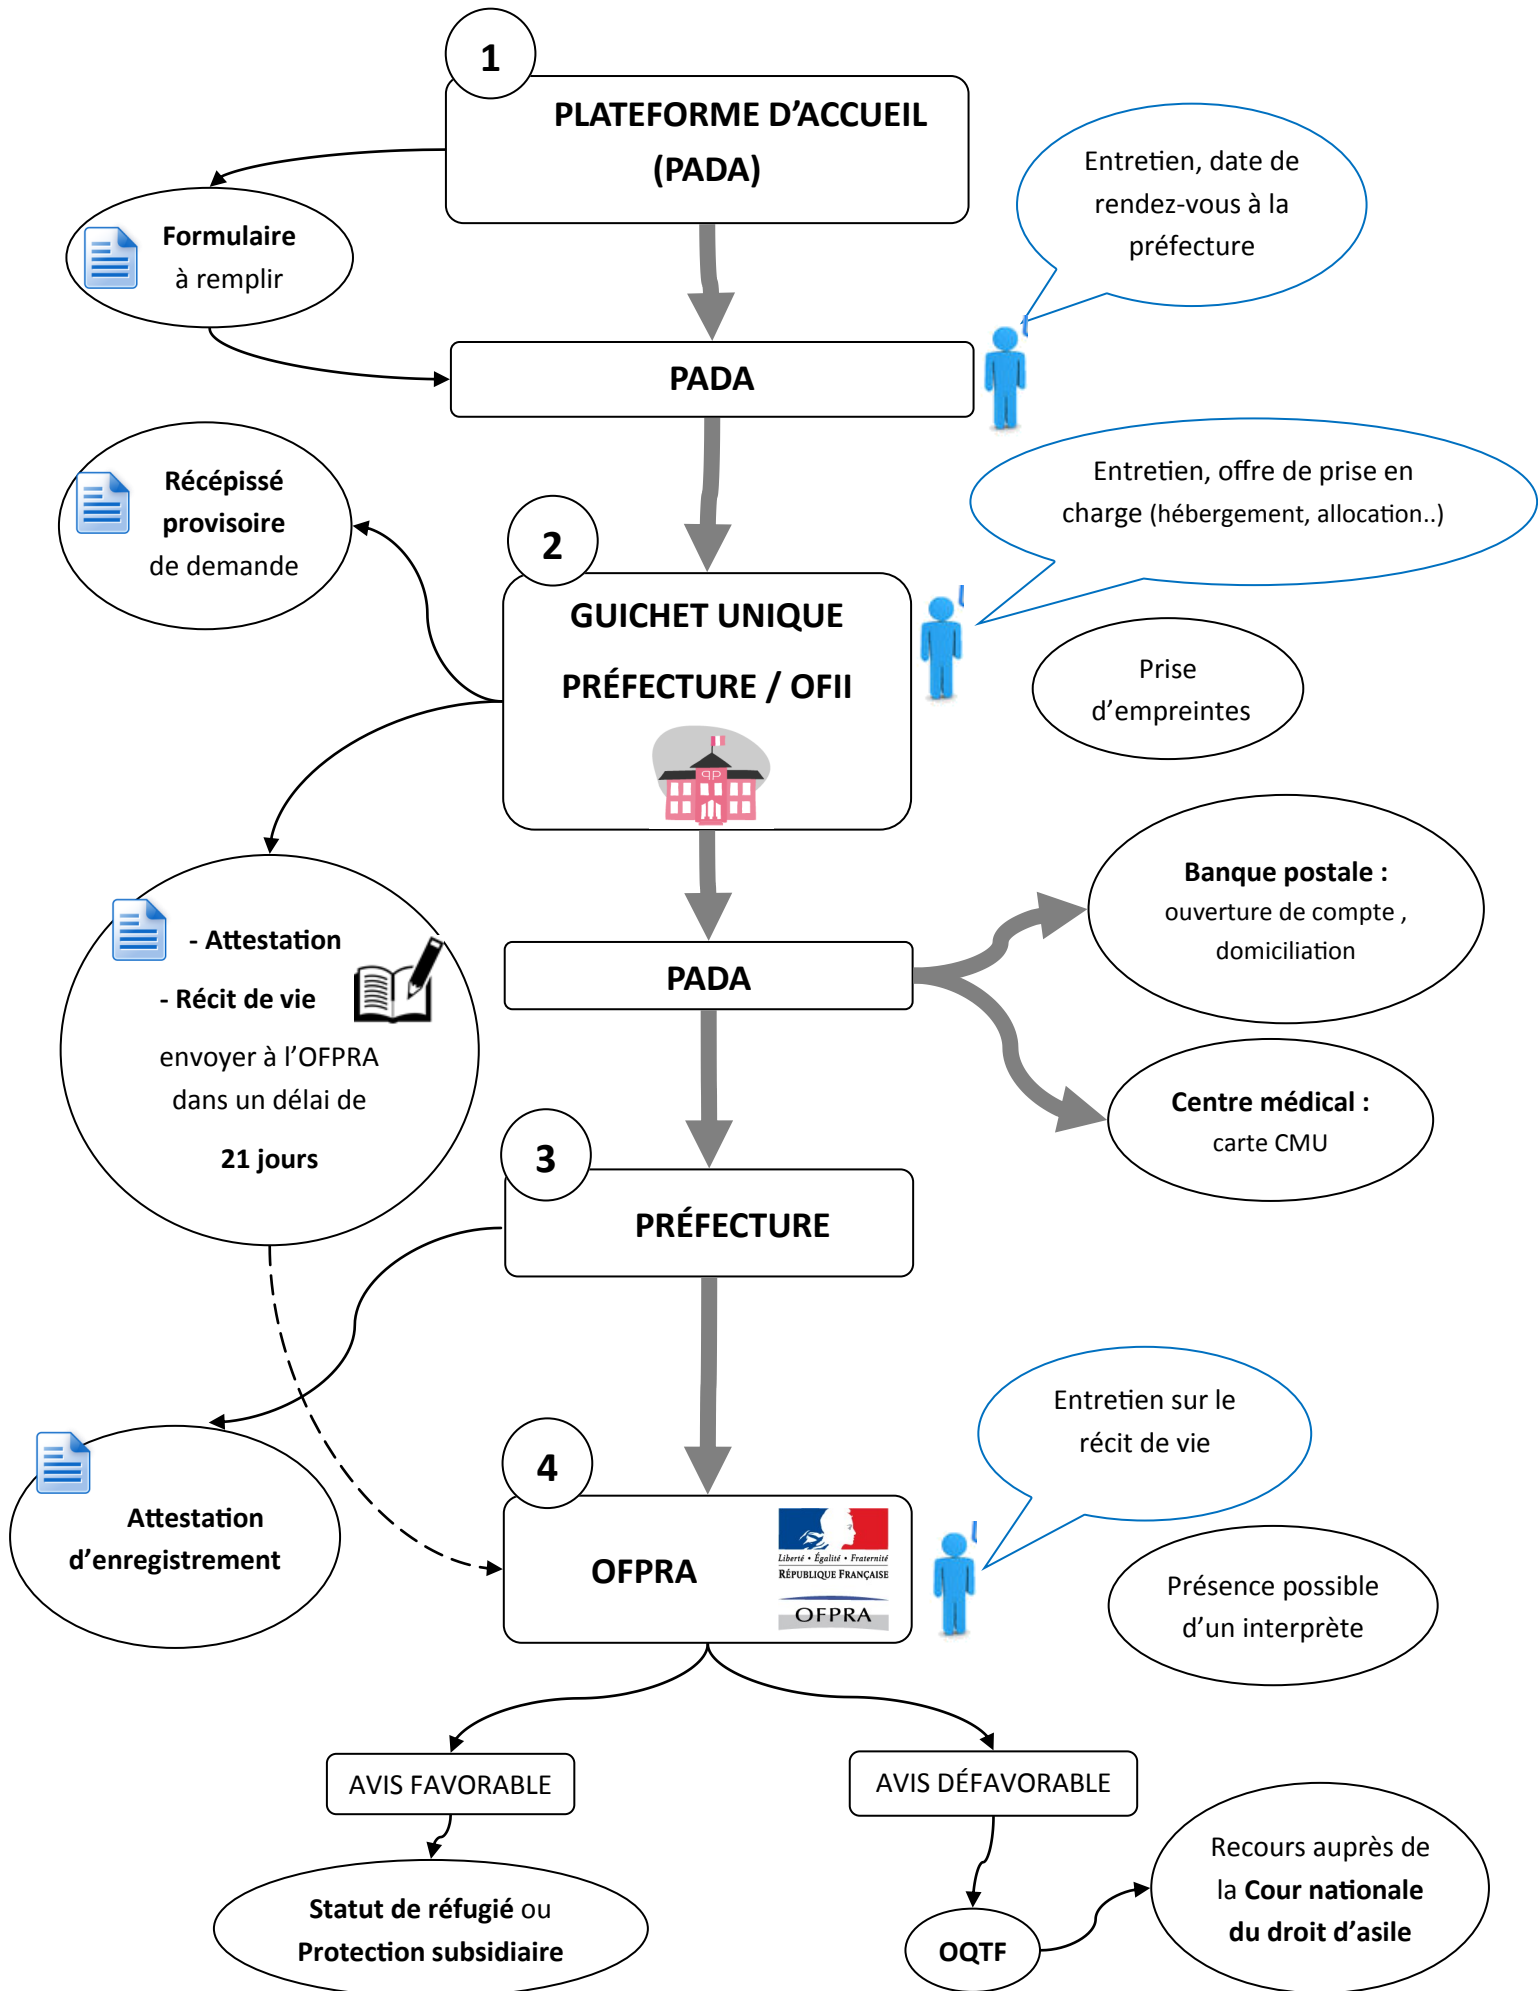 1
PLATEFORME D'ACCUEIL
(PADA)
Entretien, date de
rendez-vous à la
préfecture
Formulaire
à remplir
PADA
Récépissé
provisoire
de demande
Entretien, offre de prise en
charge (hébergement, allocation..)
2
GUICHET UNIQUE
PRÉFECTURE / OFII
Prise
d'empreintes
Banque postale :
ouverture de compte ,
domiciliation
- Attestation
- Récit de vie
envoyer à l'OFPRA
dans un délai de
21 jours
PADA
Centre médical :
carte CMU
3
PRÉFECTURE
Attestation
d'enregistrement
Entretien sur le
récit de vie
4
OFPRA
Liberté • Égalité • Fraternité
RÉPUBLIQUE FRANÇAISE
OFPRA
Présence possible
d'un interprète
AVIS FAVORABLE
AVIS DÉFAVORABLE
Statut de réfugié ou
Protection subsidiaire
OQTF
Recours auprès de
la Cour nationale
du droit d'asile